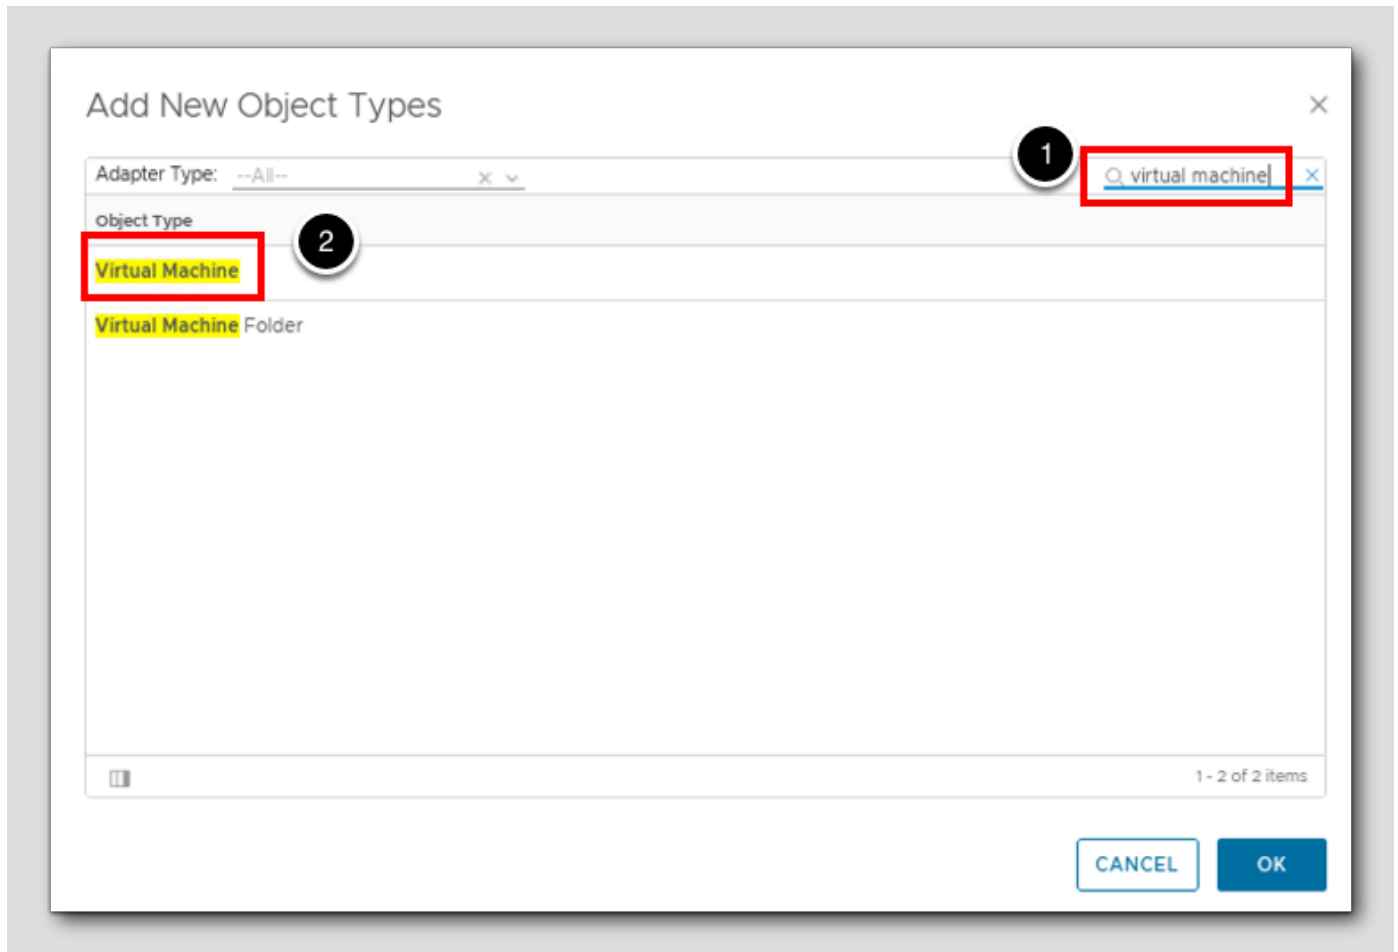 Add New Object Types
1
Adapter Type: --All--
virtual machine
Object Type
2
Virtual Machine
Virtual Machine Folder
1 - 2 of 2 items
CANCEL
OK